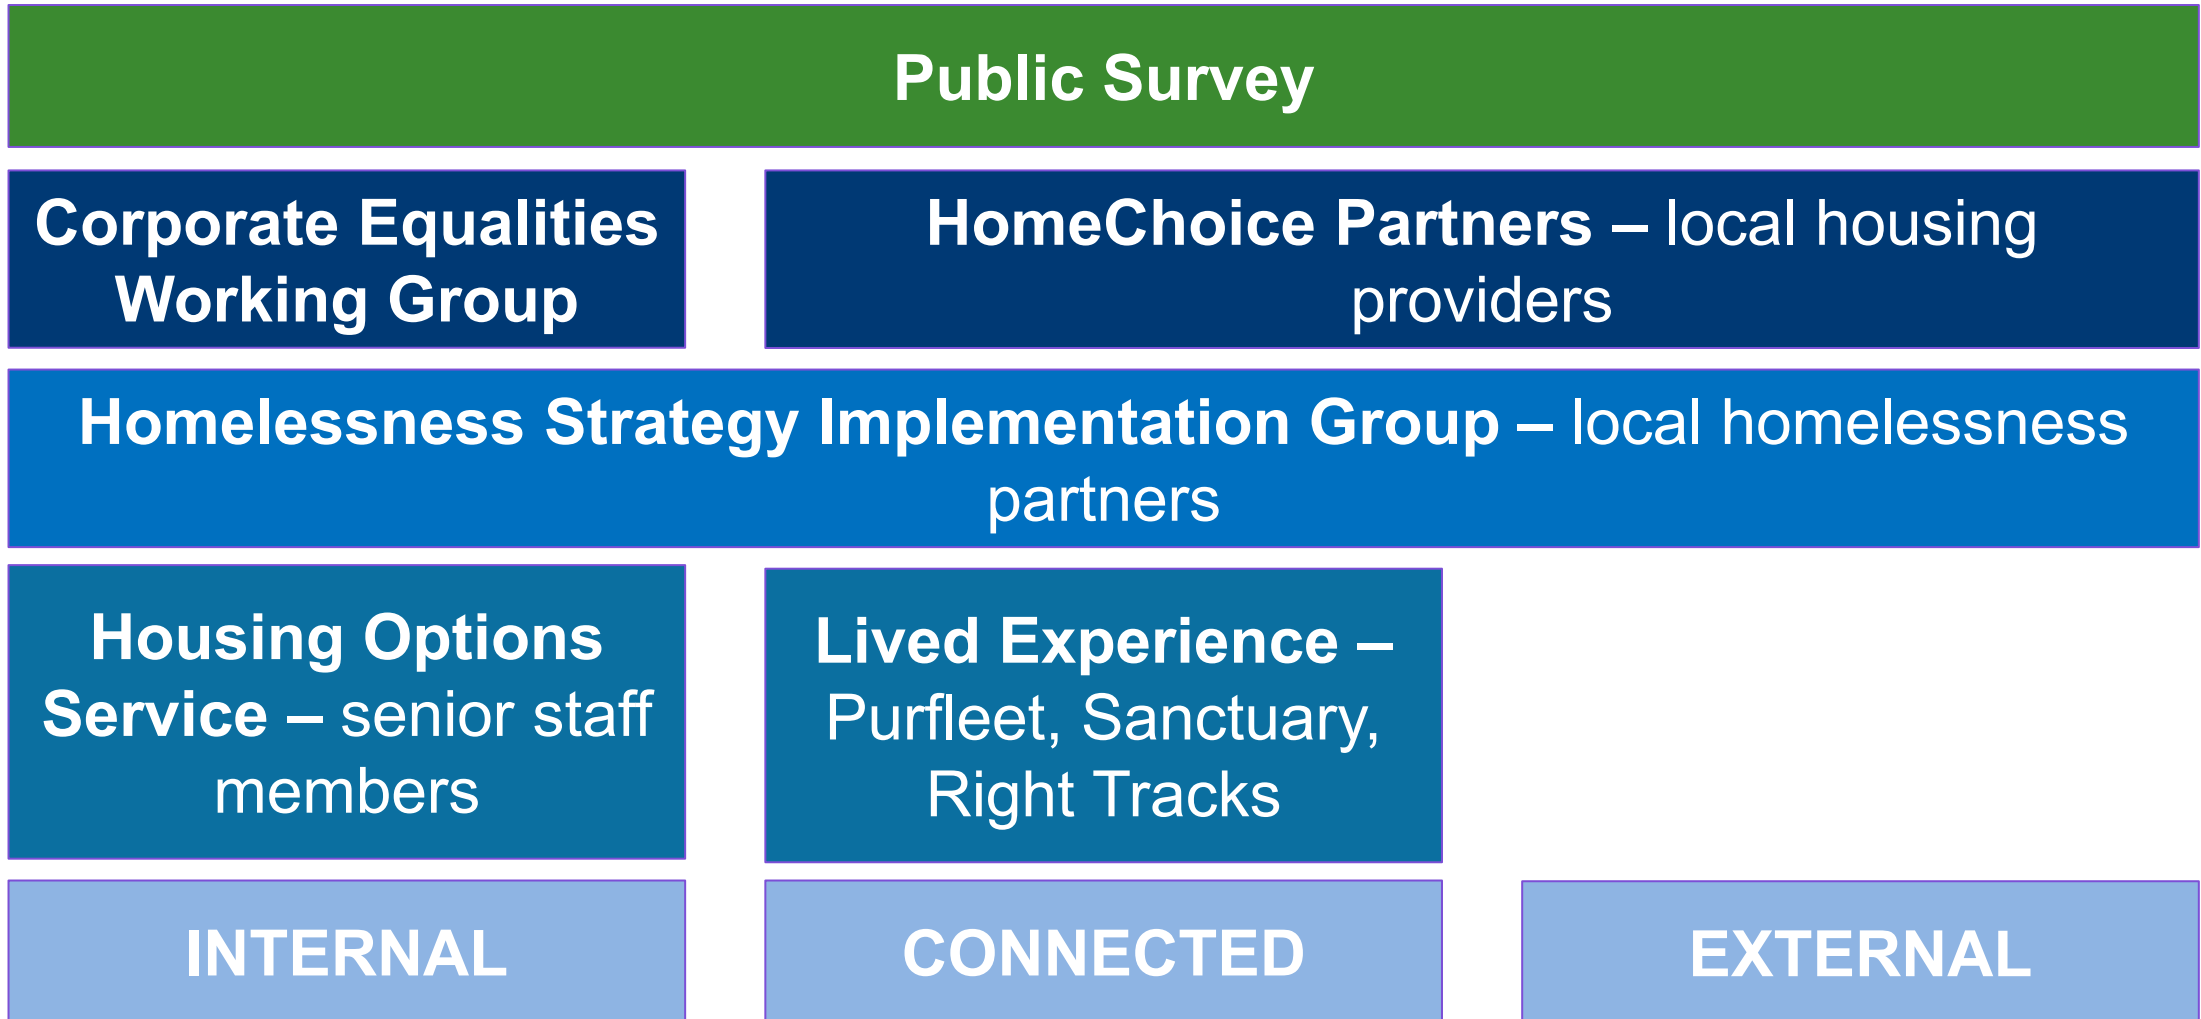 Public Survey
Corporate Equalities
Working Group
HomeChoice Partners – local housing
providers
Homelessness Strategy Implementation Group – local homelessness
partners
Housing Options
Service – senior staff
members
Lived Experience –
Purfleet, Sanctuary,
Right Tracks
INTERNAL
CONNECTED
EXTERNAL